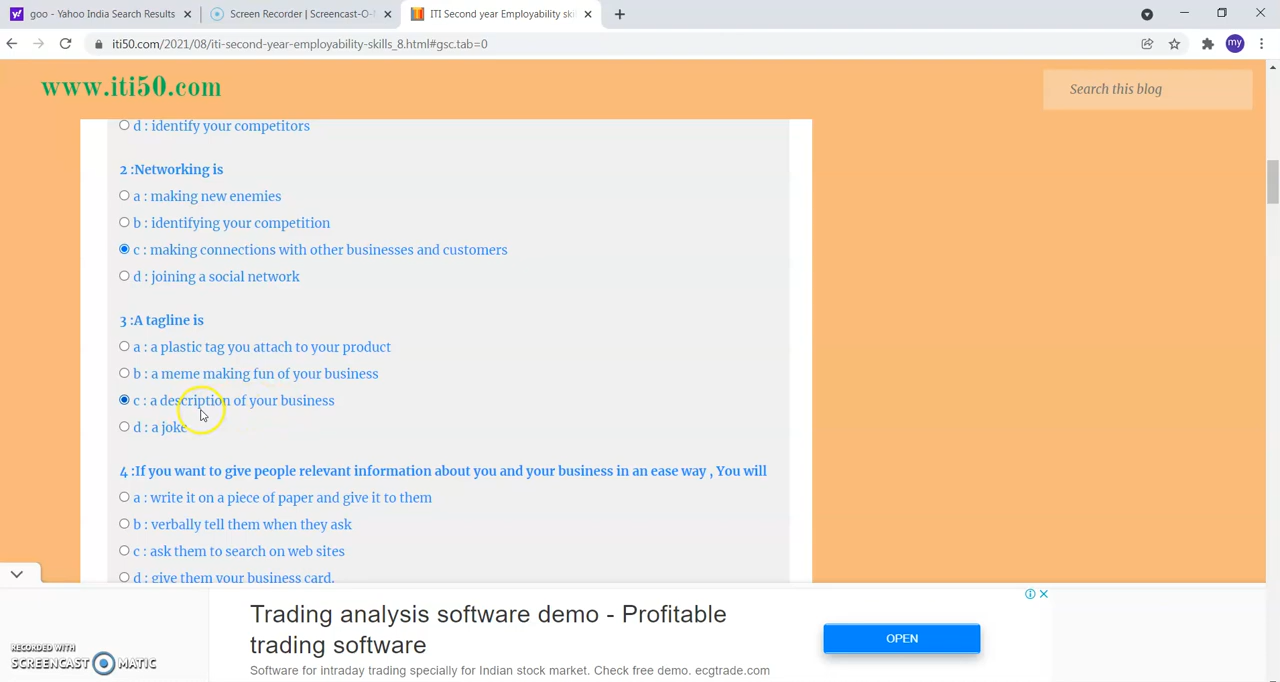 goo - Yahoo India Search Results
Screen Recorder | Screencast-O-
ITI Second year Employability ski
iti50.com/2021/08/iti-second-year-employability-skills_8.html#gsc.tab=0
my
www.iti50.com
Search this blog
d : identify your competitors
2 :Networking is
a : making new enemies
b : identifying your competition
c : making connections with other businesses and customers
d : joining a social network
3 :A tagline is
a : a plastic tag you attach to your product
b : a meme making fun of your business
c : a description of your business
d : a joke
4 :If you want to give people relevant information about you and your business in an ease way , You will
a : write it on a piece of paper and give it to them
b : verbally tell them when they ask
c : ask them to search on web sites
d : give them your business card.
Trading analysis software demo - Profitable
trading software
OPEN
Software for intraday trading specially for Indian stock market. Check free demo. ecgtrade.com
RECORDED WITH
SCREENCAST MATIC